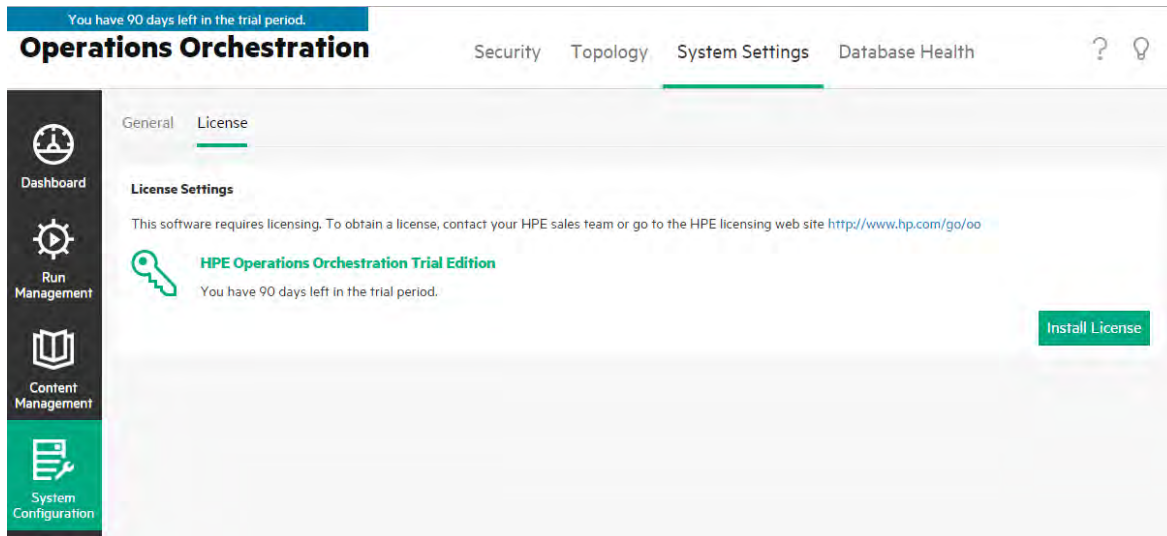 You have 90 days left in the trial period.
Operations Orchestration
Security Topology System Settings Database Health ?
General License
Dashboard
License Settings
This software requires licensing. To obtain a license, contact your HPE sales team or go to the HPE licensing web site http://www.hp.com/go/oo
HPE Operations Orchestration Trial Edition
You have 90 days left in the trial period.
Run
Management
Install License
Content
Management
System
Configuration